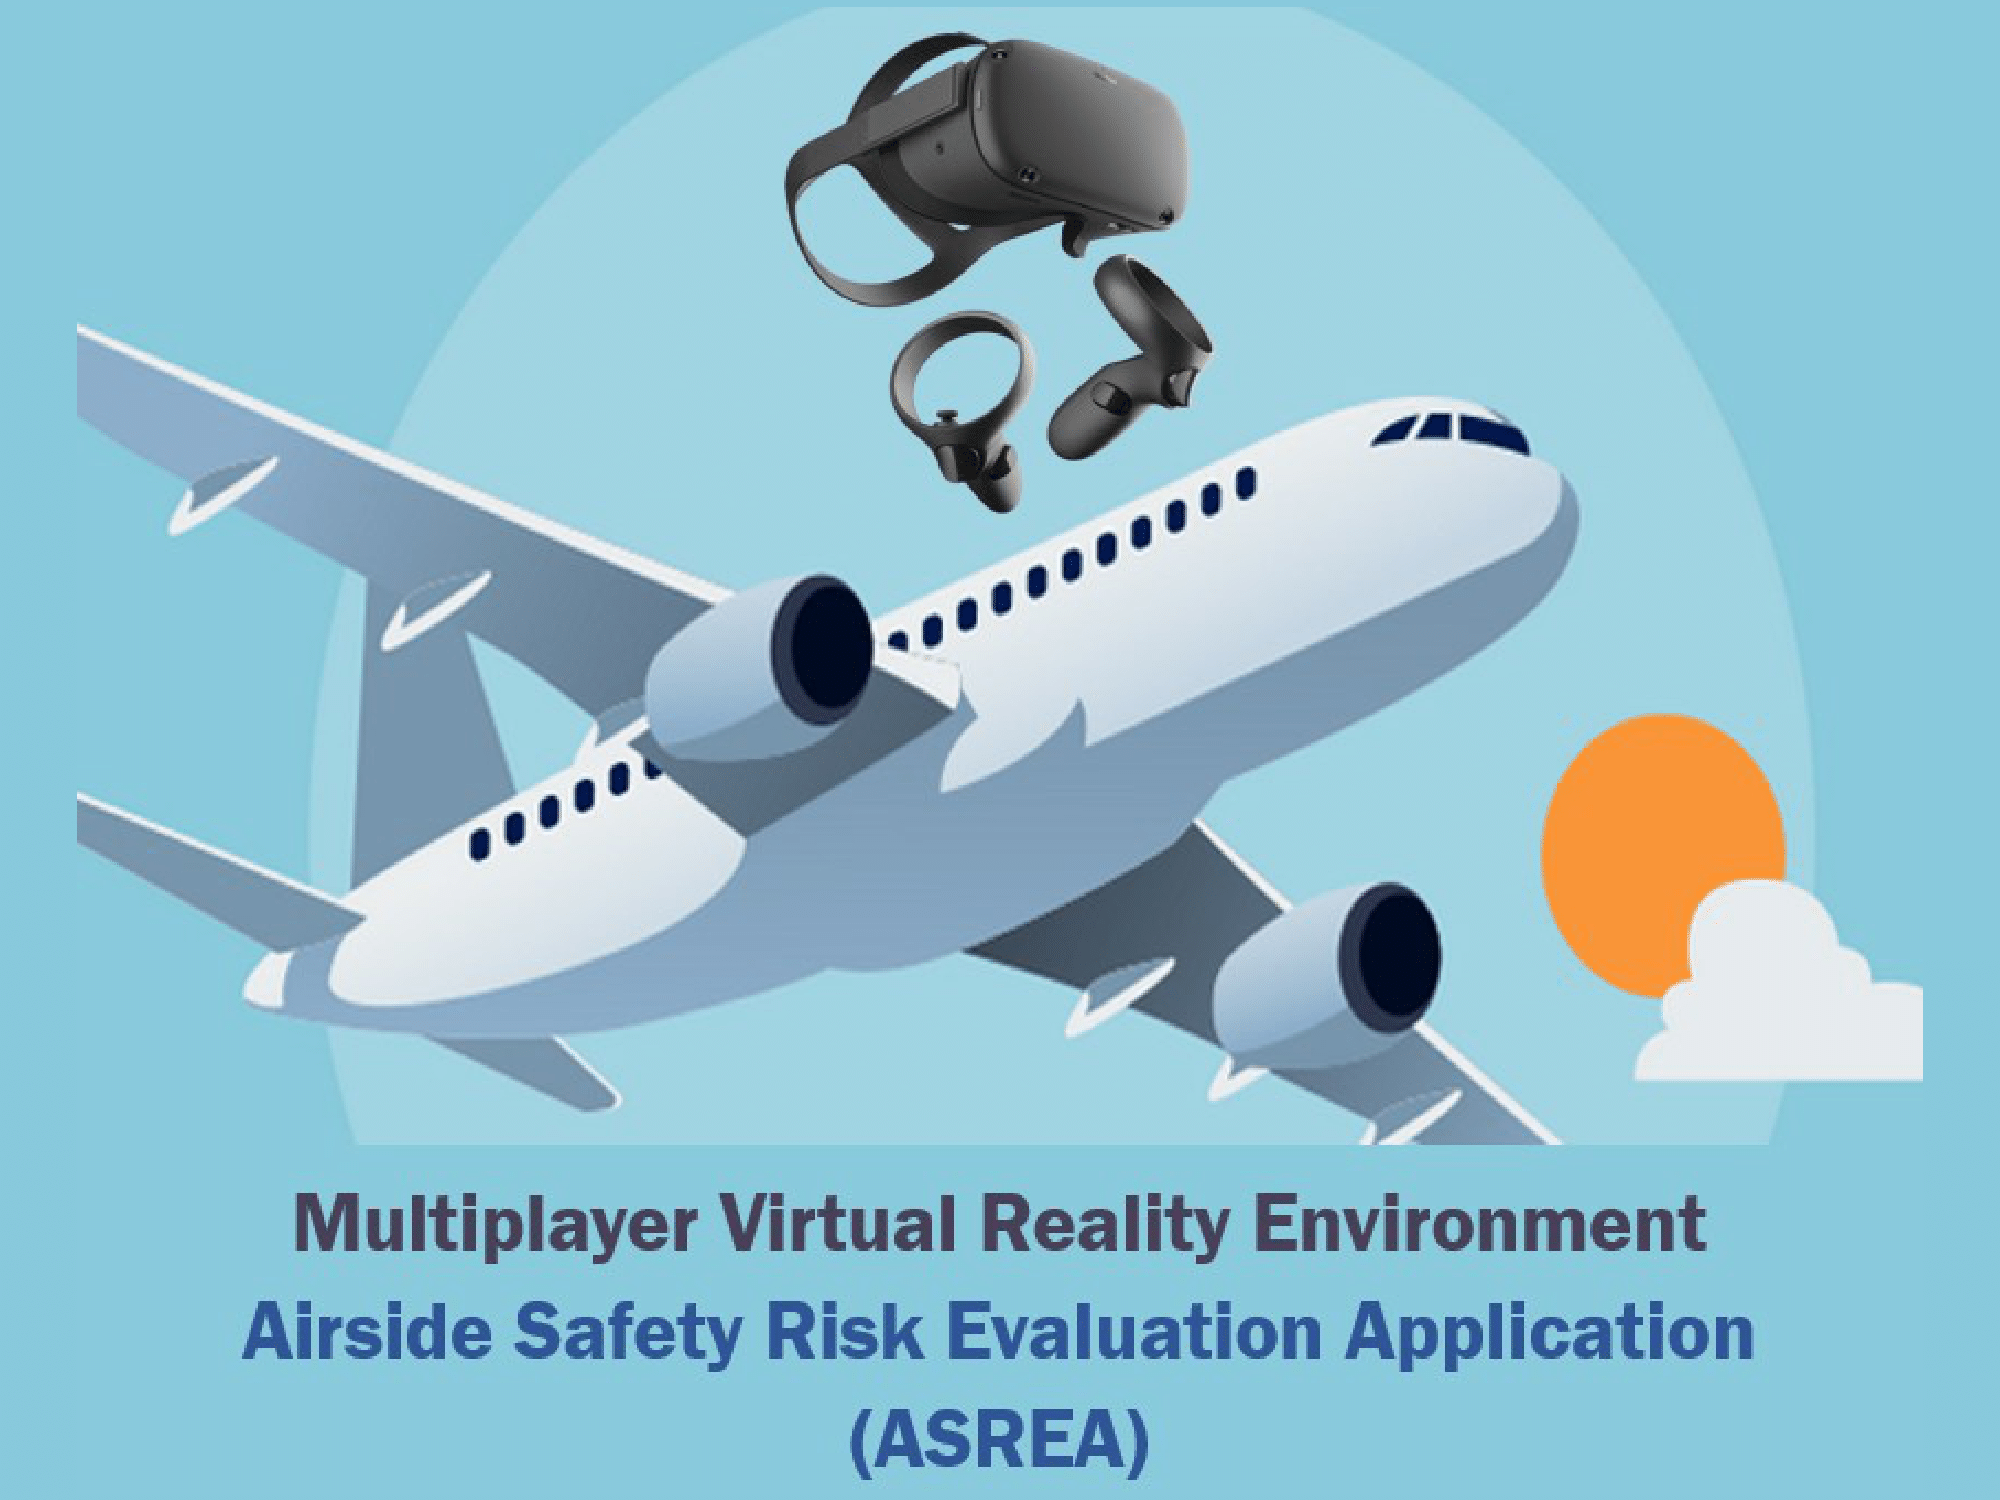 Multiplayer Virtual Reality Environment
Airside Safety Risk Evaluation Application
(ASREA)